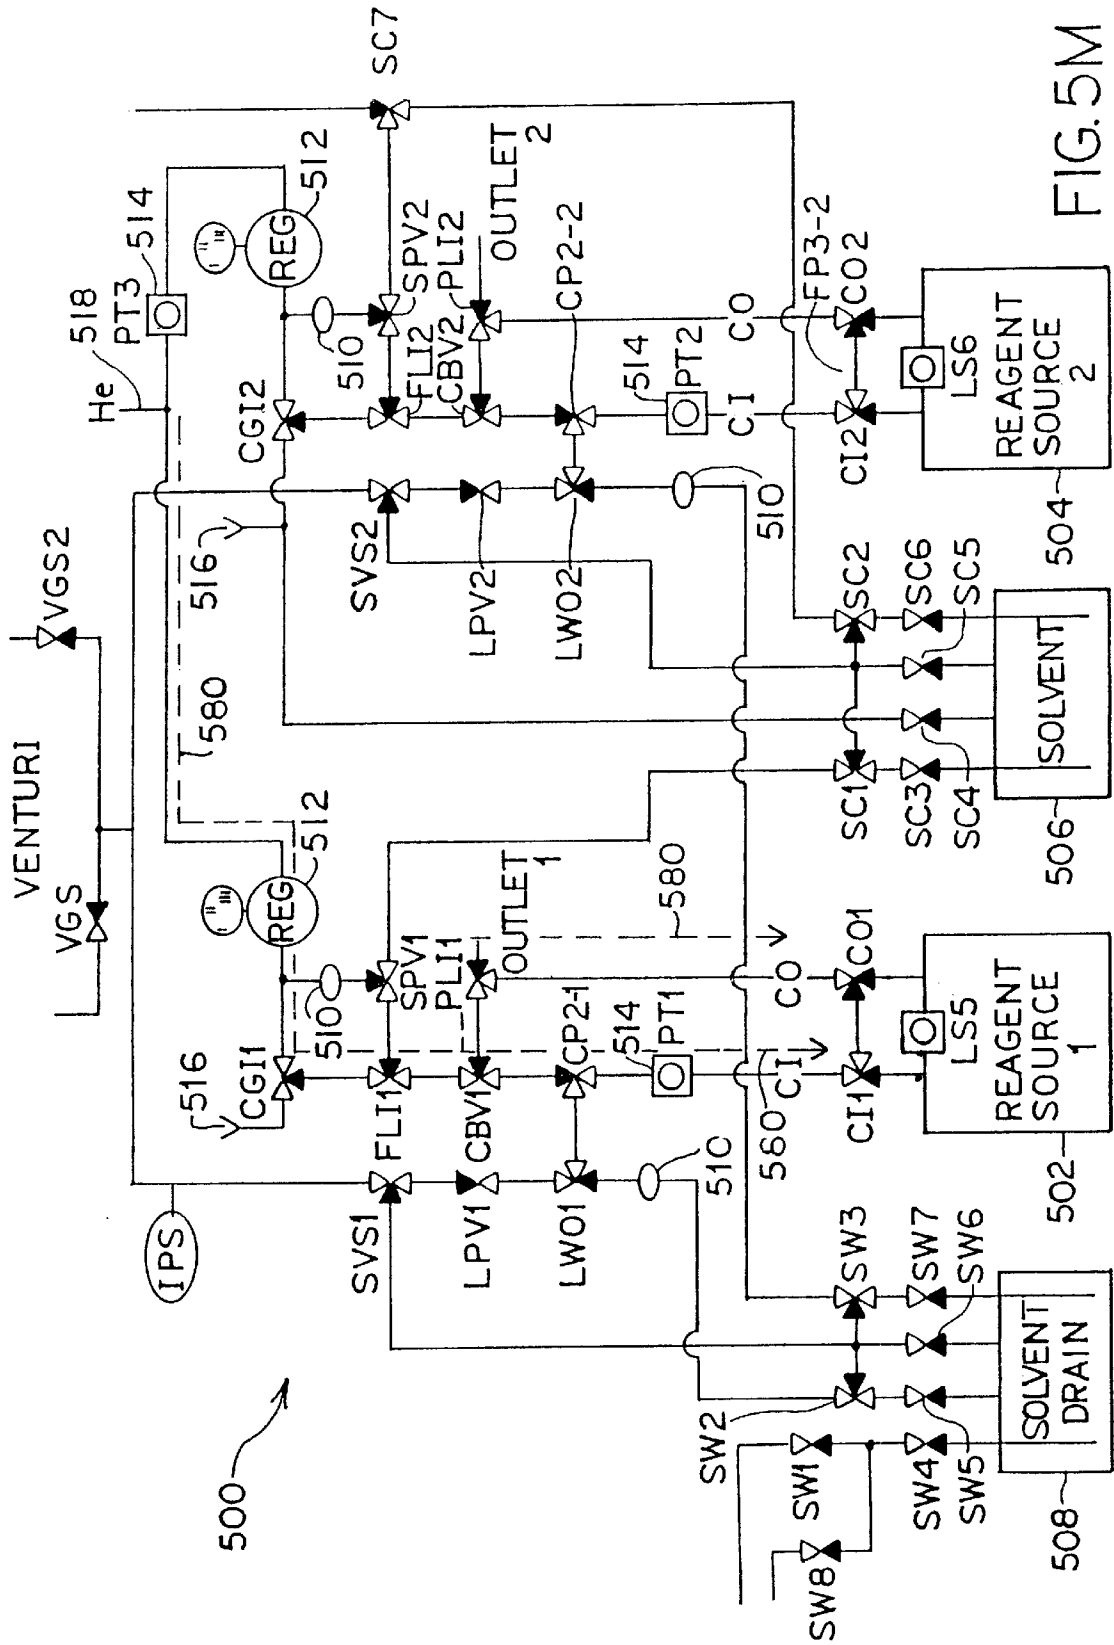 VENTURI
VGS
VGS2
IPS
500
516
CGI1
REG
512
580
He
518
PT3
514
REG
512
516
CGI2
510
SVS1
FLI1
SPV1
PLI1
OUTLET
1
510
LPV1
CBV1
CP2-1
LWO1
510
514
PT1
580
CI
CO
580
SVS2
FLI2
SPV2
CBV2
PLI2
OUTLET
2
SC7
LPV2
LWO2
CP2-2
510
514
PT2
CI
CO
FP3-2
SW2
SW3
SW1
SW8
SW4
SW5
SW7
SW6
SOLVENT
DRAIN
508
CI1
CO1
LS5
REAGENT
SOURCE
1
502
SC1
SC2
SC3
SC4
SC6
SC5
SOLVENT
506
CI2
CO2
LS6
REAGENT
SOURCE
2
504
FIG.5M